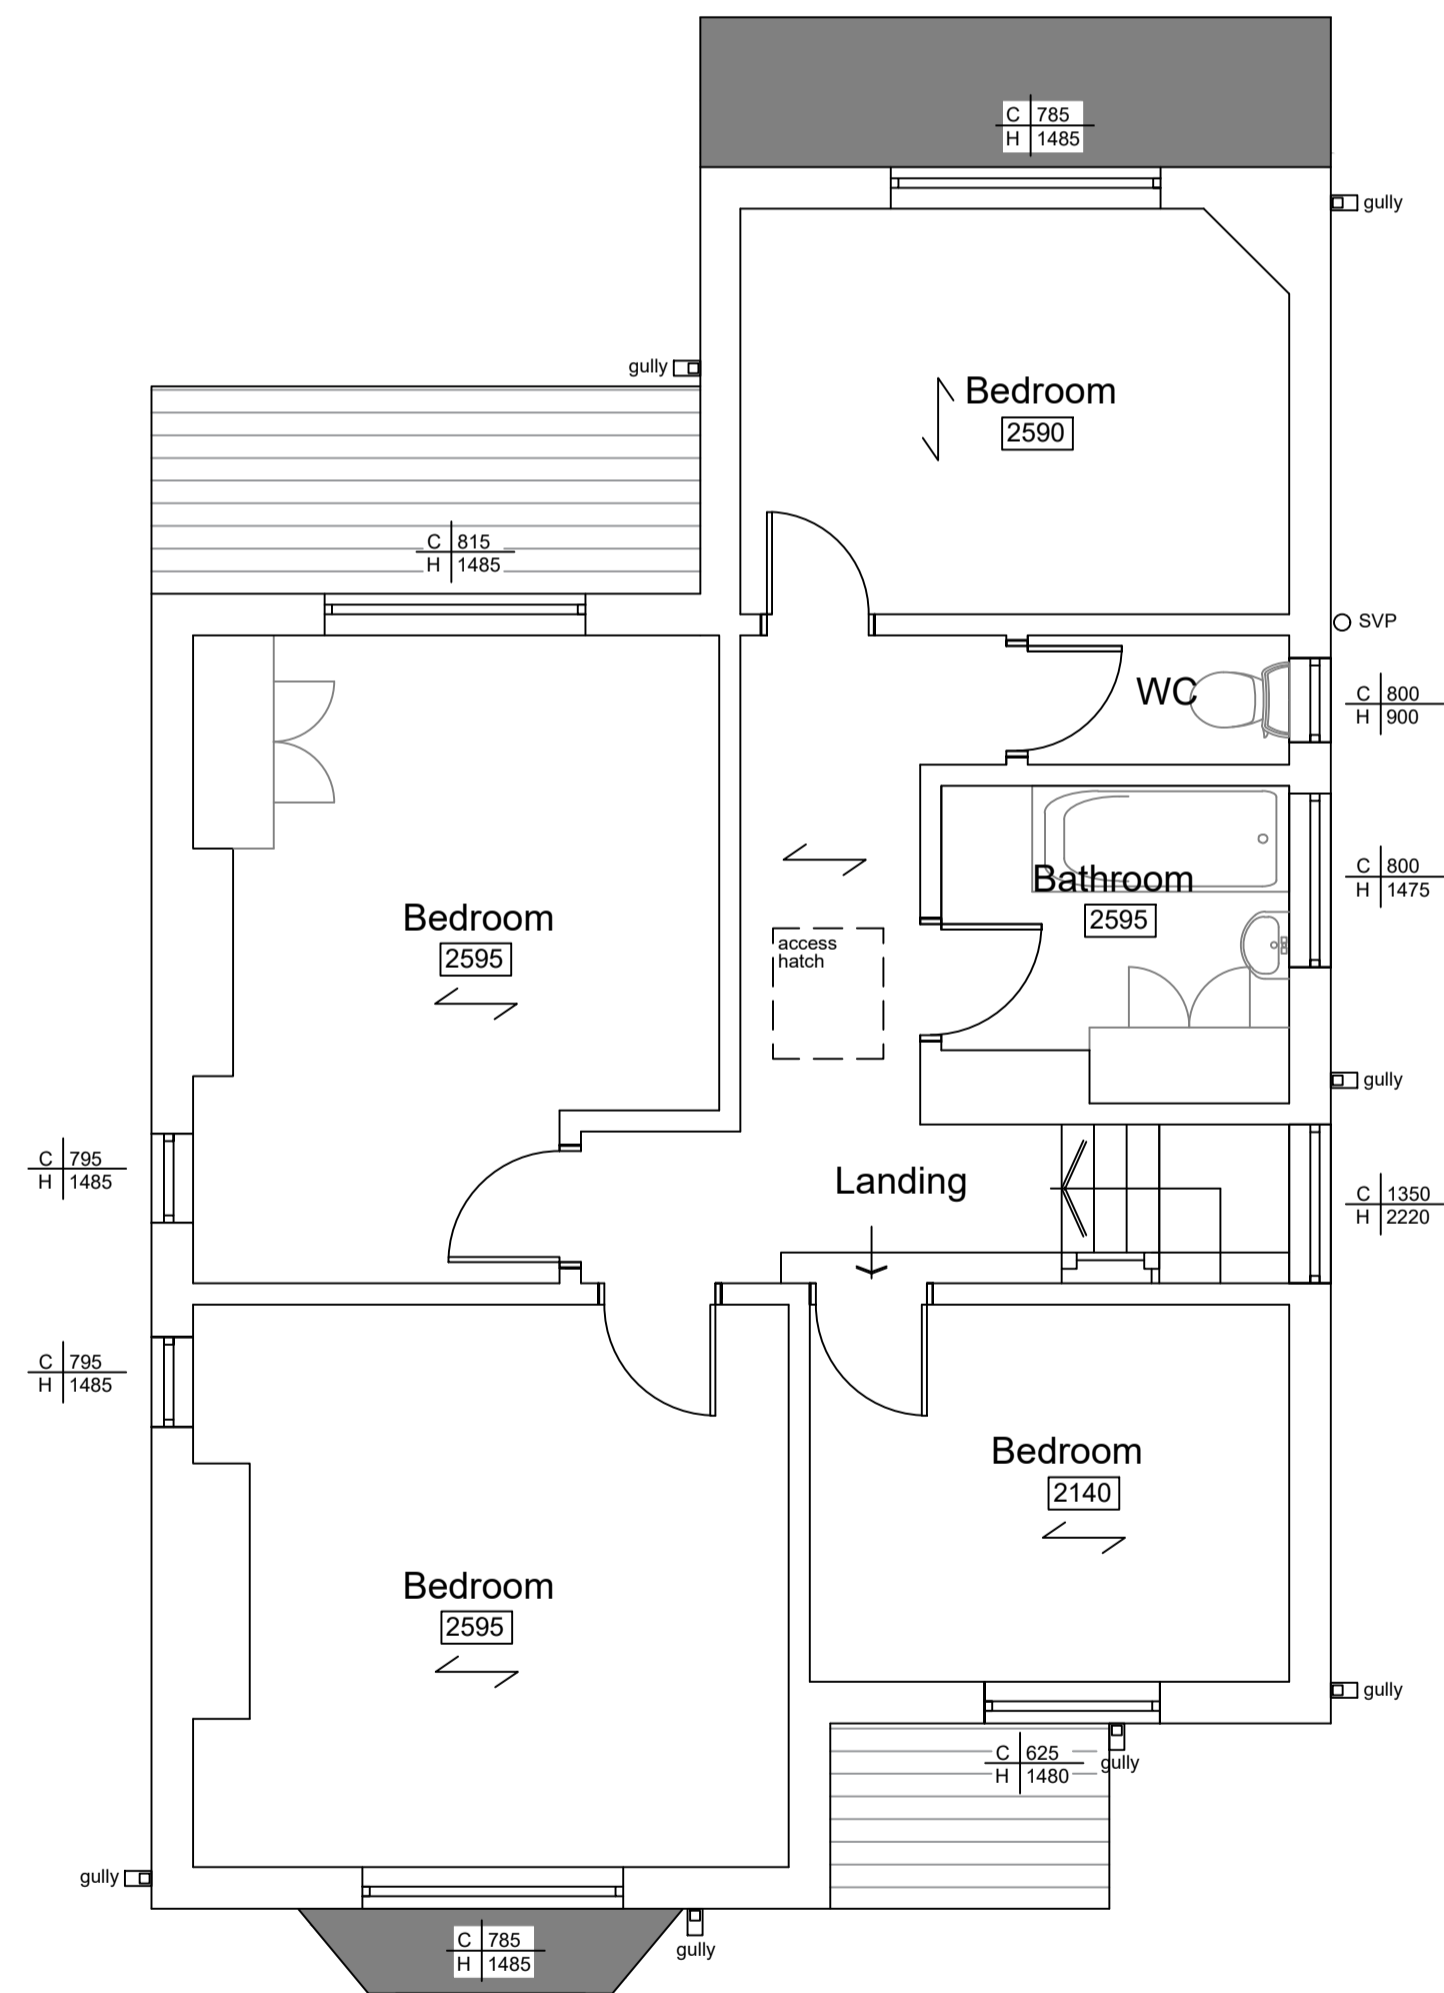 C 785
H 1485
gully
gully
Bedroom
2590
C 815
H 1485
SVP
WC
C 800
H 900
Bathroom
2595
C 800
H 1475
Bedroom
2595
access
hatch
gully
C 795
H 1485
Landing
C 1350
H 2220
C 795
H 1485
Bedroom
2140
Bedroom
2595
gully
C 625
H 1480
gully
gully
C 785
H 1485
gully